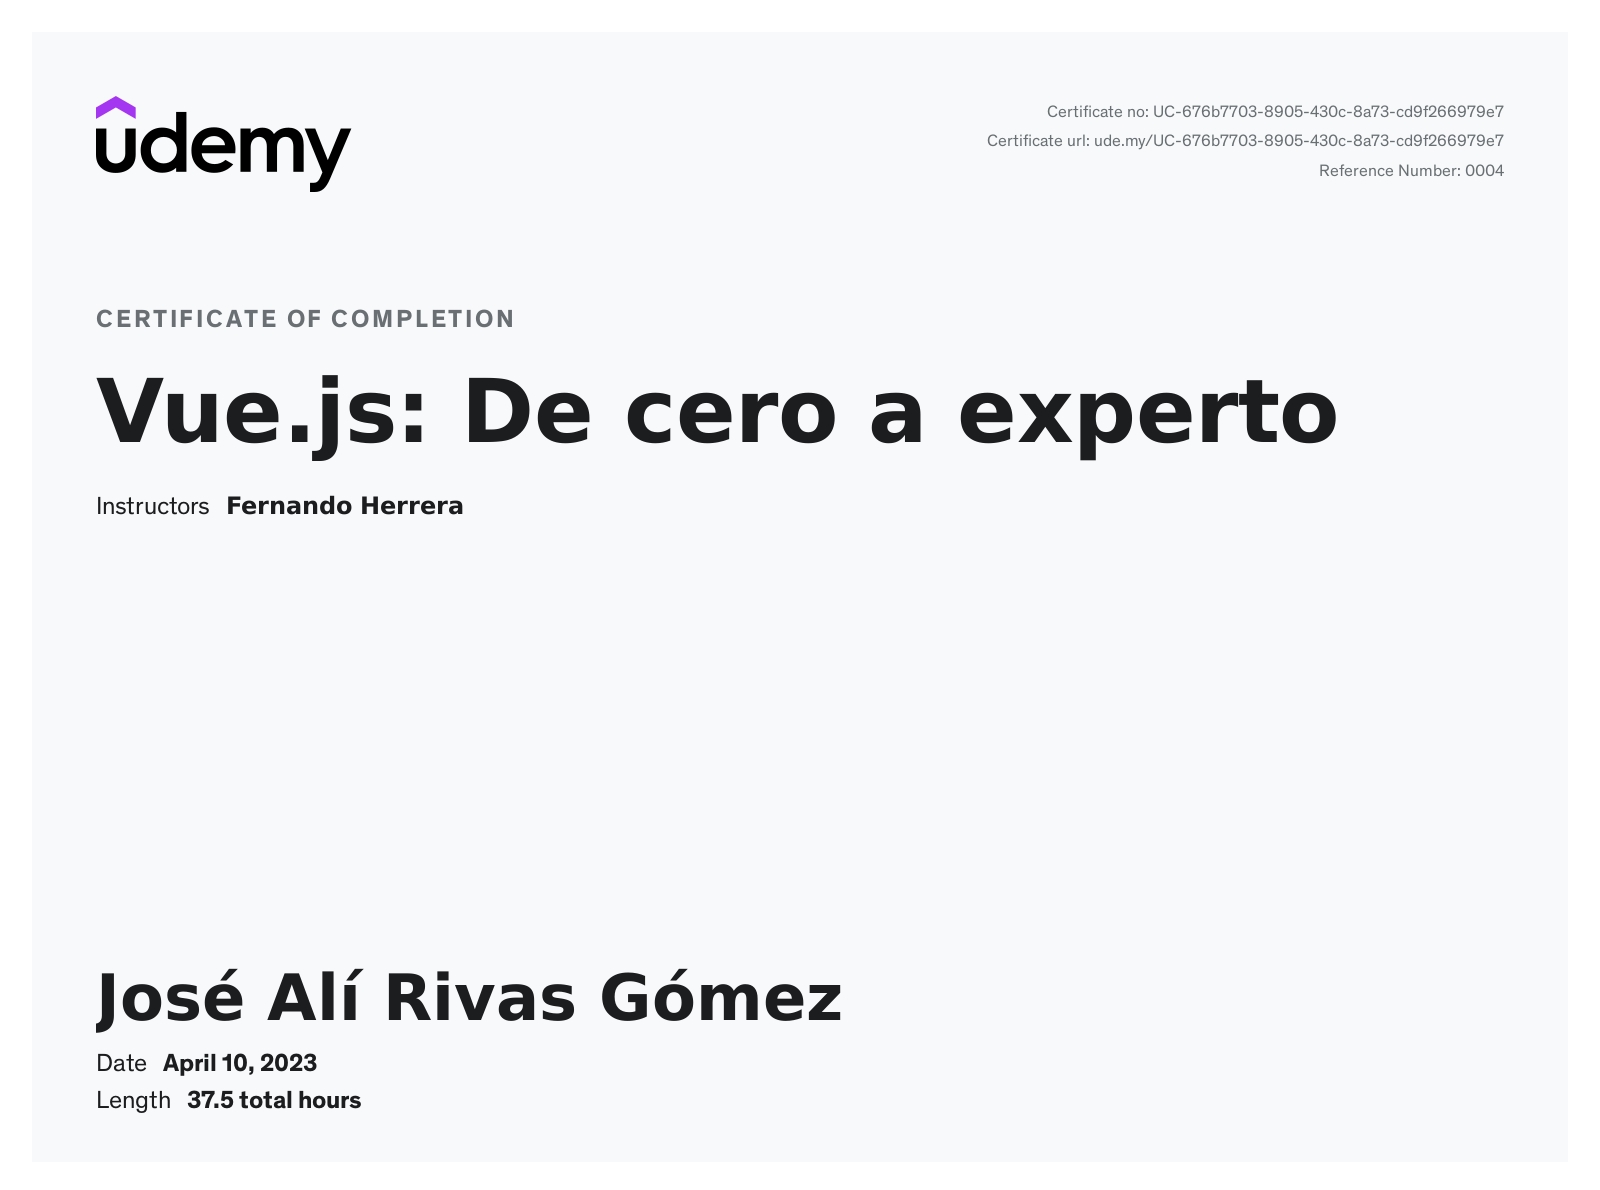 udemy
Certificate no: UC-676b7703-8905-430c-8a73-cd9f266979e7
Certificate url: ude.my/UC-676b7703-8905-430c-8a73-cd9f266979e7
Reference Number: 0004
CERTIFICATE OF COMPLETION
Vue.js: De cero a experto
Instructors Fernando Herrera
José Alí Rivas Gómez
Date April 10, 2023
Length 37.5 total hours